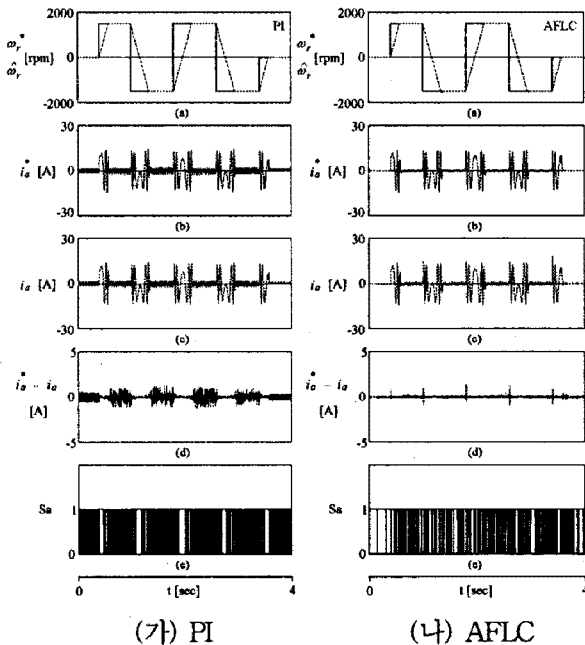 2000
ω_r*
ω̂_r
[rpm]
0
-2000
PI
(a)
30
i_a* [A]
0
-30
(b)
30
i_a [A]
0
-30
(c)
5
i_a* - i_a
[A]
0
-5
(d)
Sa
1
0
(e)
0
t [sec]
4
(가) PI
2000
ω_r*
ω̂_r
[rpm]
0
-2000
AFLC
(a)
30
i_a* [A]
0
-30
(b)
30
i_a [A]
0
-30
(c)
5
i_a* - i_a
[A]
0
-5
(d)
Sa
1
0
(e)
0
t [sec]
4
(나) AFLC